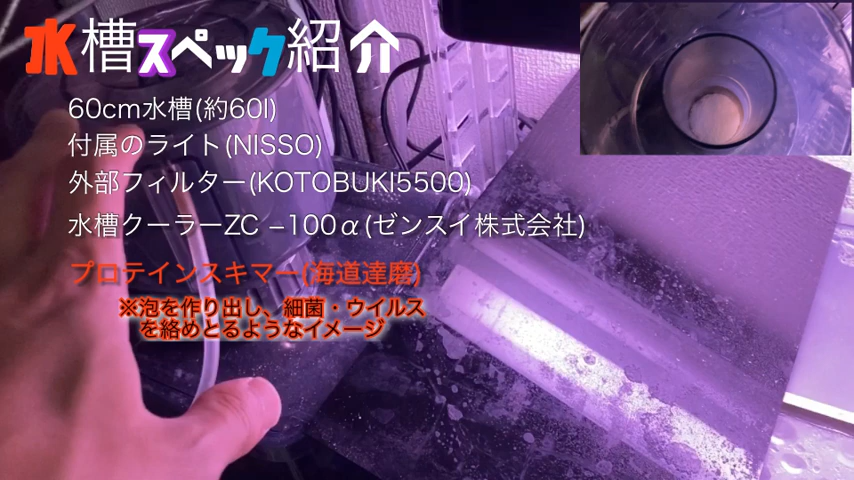 水槽スペック紹介
60cm水槽(約60l)
付属のライト(NISSO)
外部フィルター(KOTOBUKI5500)
水槽クーラーZC −100α(ゼンスイ株式会社)
プロテインスキマー(海道達磨)
※泡を作り出し、細菌・ウイルス
を絡めとるようなイメージ